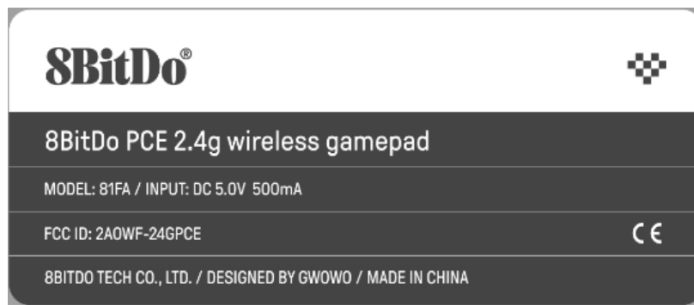 8BitDo®
8BitDo PCE 2.4g wireless gamepad
MODEL: 81FA / INPUT: DC 5.0V 500mA
FCC ID: 2AOWF-24GPCE
CE
8BITDO TECH CO., LTD. / DESIGNED BY GWOWO / MADE IN CHINA